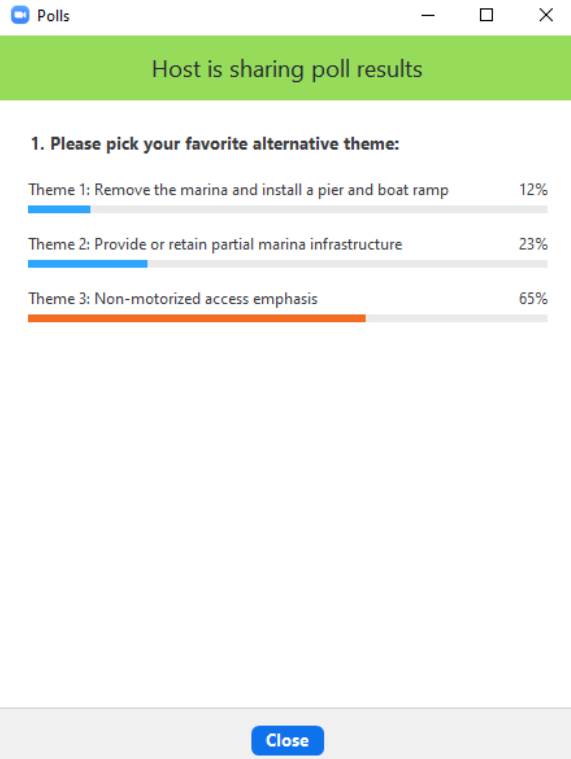 Polls
Host is sharing poll results
1. Please pick your favorite alternative theme:
Theme 1: Remove the marina and install a pier and boat ramp 12%
Theme 2: Provide or retain partial marina infrastructure 23%
Theme 3: Non-motorized access emphasis 65%
Close